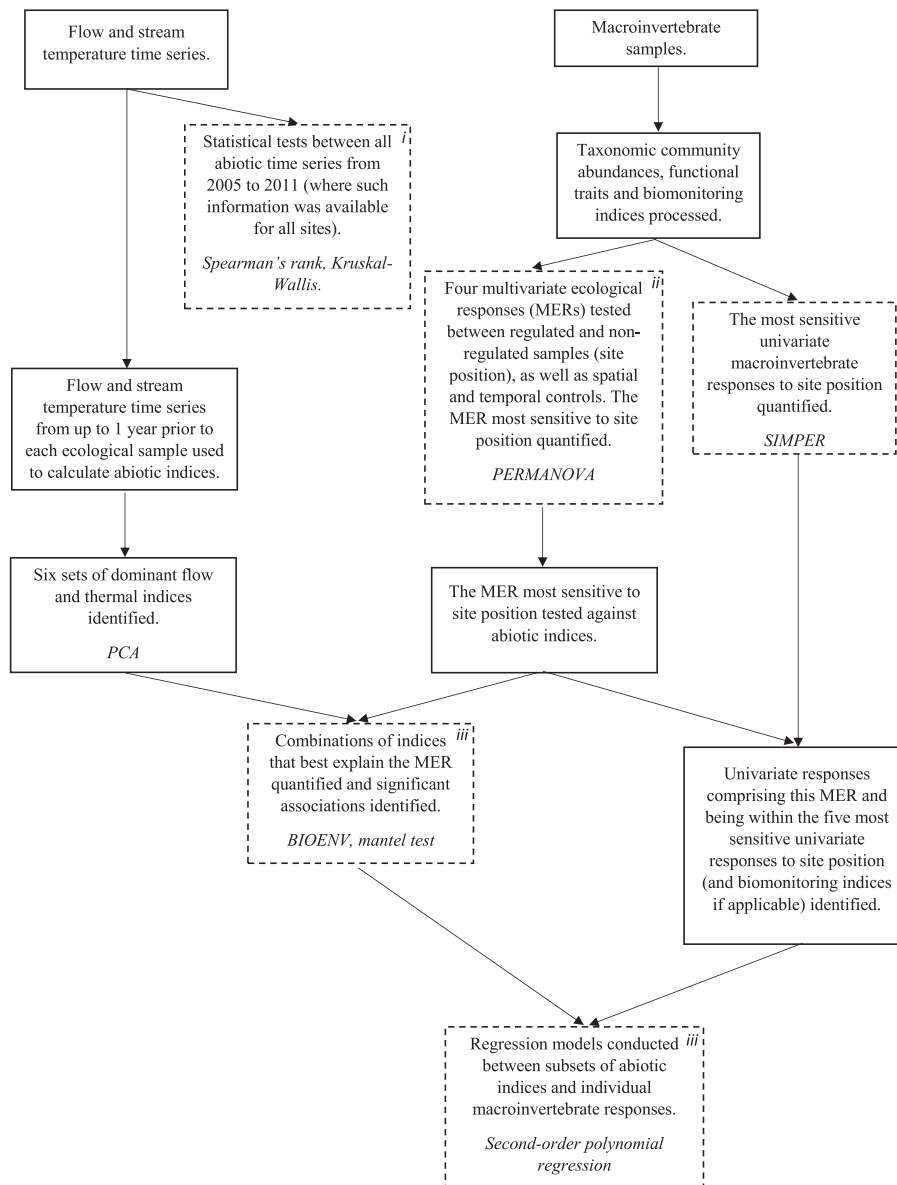 Flow and stream
temperature time series.
Macroinvertebrate
samples.
i
Statistical tests between all
abiotic time series from
2005 to 2011 (where such
information was available
for all sites).
Spearman's rank, Kruskal-
Wallis.
Taxonomic community
abundances, functional
traits and biomonitoring
indices processed.
ii
Four multivariate ecological
responses (MERs) tested
between regulated and non-
regulated samples (site
position), as well as spatial
and temporal controls. The
MER most sensitive to site
position quantified.
PERMANOVA
The most sensitive
univariate
macroinvertebrate
responses to site position
quantified.
SIMPER
Flow and stream
temperature time series
from up to 1 year prior to
each ecological sample used
to calculate abiotic indices.
Six sets of dominant flow
and thermal indices
identified.
PCA
The MER most sensitive to
site position tested against
abiotic indices.
iii
Combinations of indices
that best explain the MER
quantified and significant
associations identified.
BIOENV, mantel test
Univariate responses
comprising this MER and
being within the five most
sensitive univariate
responses to site position
(and biomonitoring indices
if applicable) identified.
iii
Regression models conducted
between subsets of abiotic
indices and individual
macroinvertebrate responses.
Second-order polynomial
regression